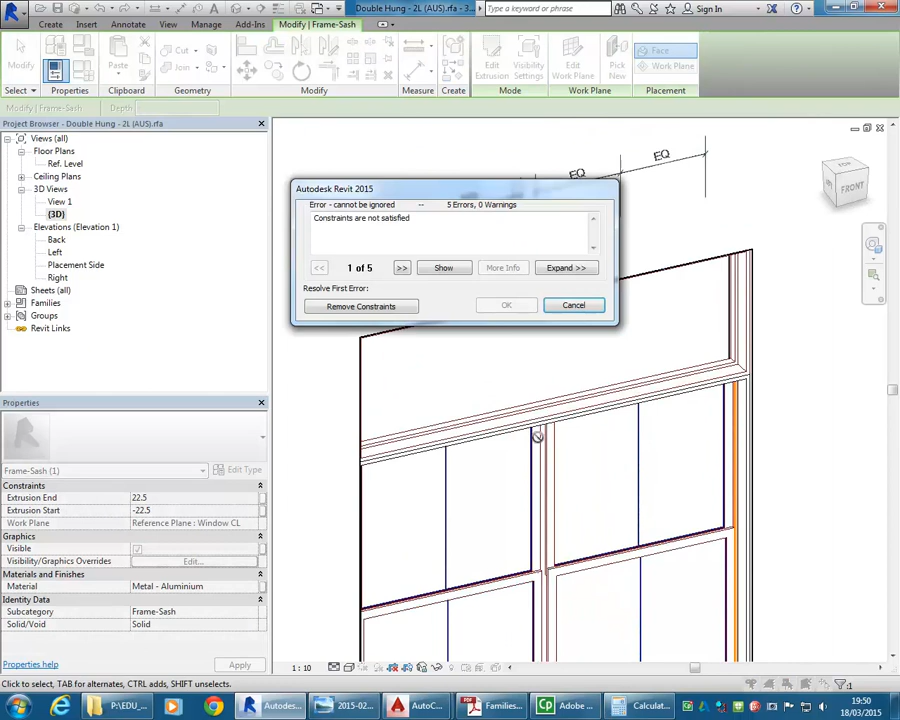 Double Hung - 2L (AUS).rfa - 3...
Type a keyword or phrase
Sign In
Create
Insert
Annotate
View
Manage
Add-Ins
Modify | Frame-Sash
Modify
Paste
Cut
Join
Edit
Extrusion
Visibility
Settings
Edit
Work Plane
Pick
New
Face
Work Plane
Select
Properties
Clipboard
Geometry
Modify
Measure
Create
Mode
Work Plane
Placement
Modify | Frame-Sash
Depth
Project Browser - Double Hung - 2L (AUS).rfa
Views (all)
Floor Plans
Ref. Level
Ceiling Plans
3D Views
View 1
{3D}
Elevations (Elevation 1)
Back
Left
Placement Side
Right
Sheets (all)
Families
Groups
Revit Links
EQ
EQ
TOP
FRONT
Autodesk Revit 2015
Error - cannot be ignored -- 5 Errors, 0 Warnings
Constraints are not satisfied
<< 1 of 5 >> Show More Info Expand >>
Resolve First Error:
Remove Constraints OK Cancel
Properties
Frame-Sash (1) Edit Type
Constraints
Extrusion End 22.5
Extrusion Start -22.5
Work Plane Reference Plane : Window CL
Graphics
Visible
Visibility/Graphics Overrides Edit...
Materials and Finishes
Material Metal - Aluminium
Identity Data
Subcategory Frame-Sash
Solid/Void Solid
Properties help Apply
1 : 10
Click to select, TAB for alternates, CTRL adds, SHIFT unselects.
:1
P:\EDU_...
Autodes...
2015-02...
AutoC...
Families...
Adobe ...
Calculat...
19:50
18/03/2015